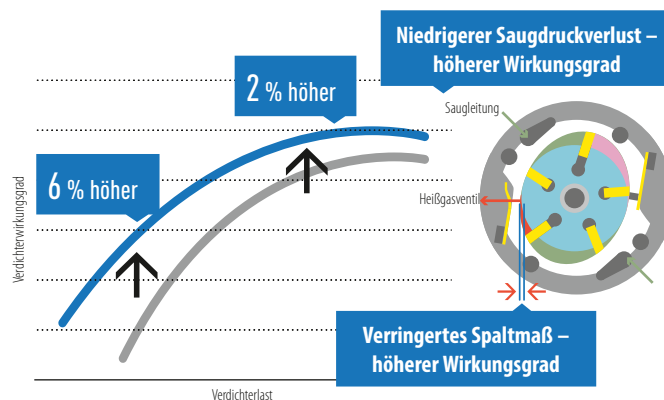 Niedrigerer Saugdruckverlust –
höherer Wirkungsgrad
2 % höher
Saugleitung
6 % höher
Heißgasventil
Verdichterwirkungsgrad
Verringertes Spaltmaß –
höherer Wirkungsgrad
Verdichterlast